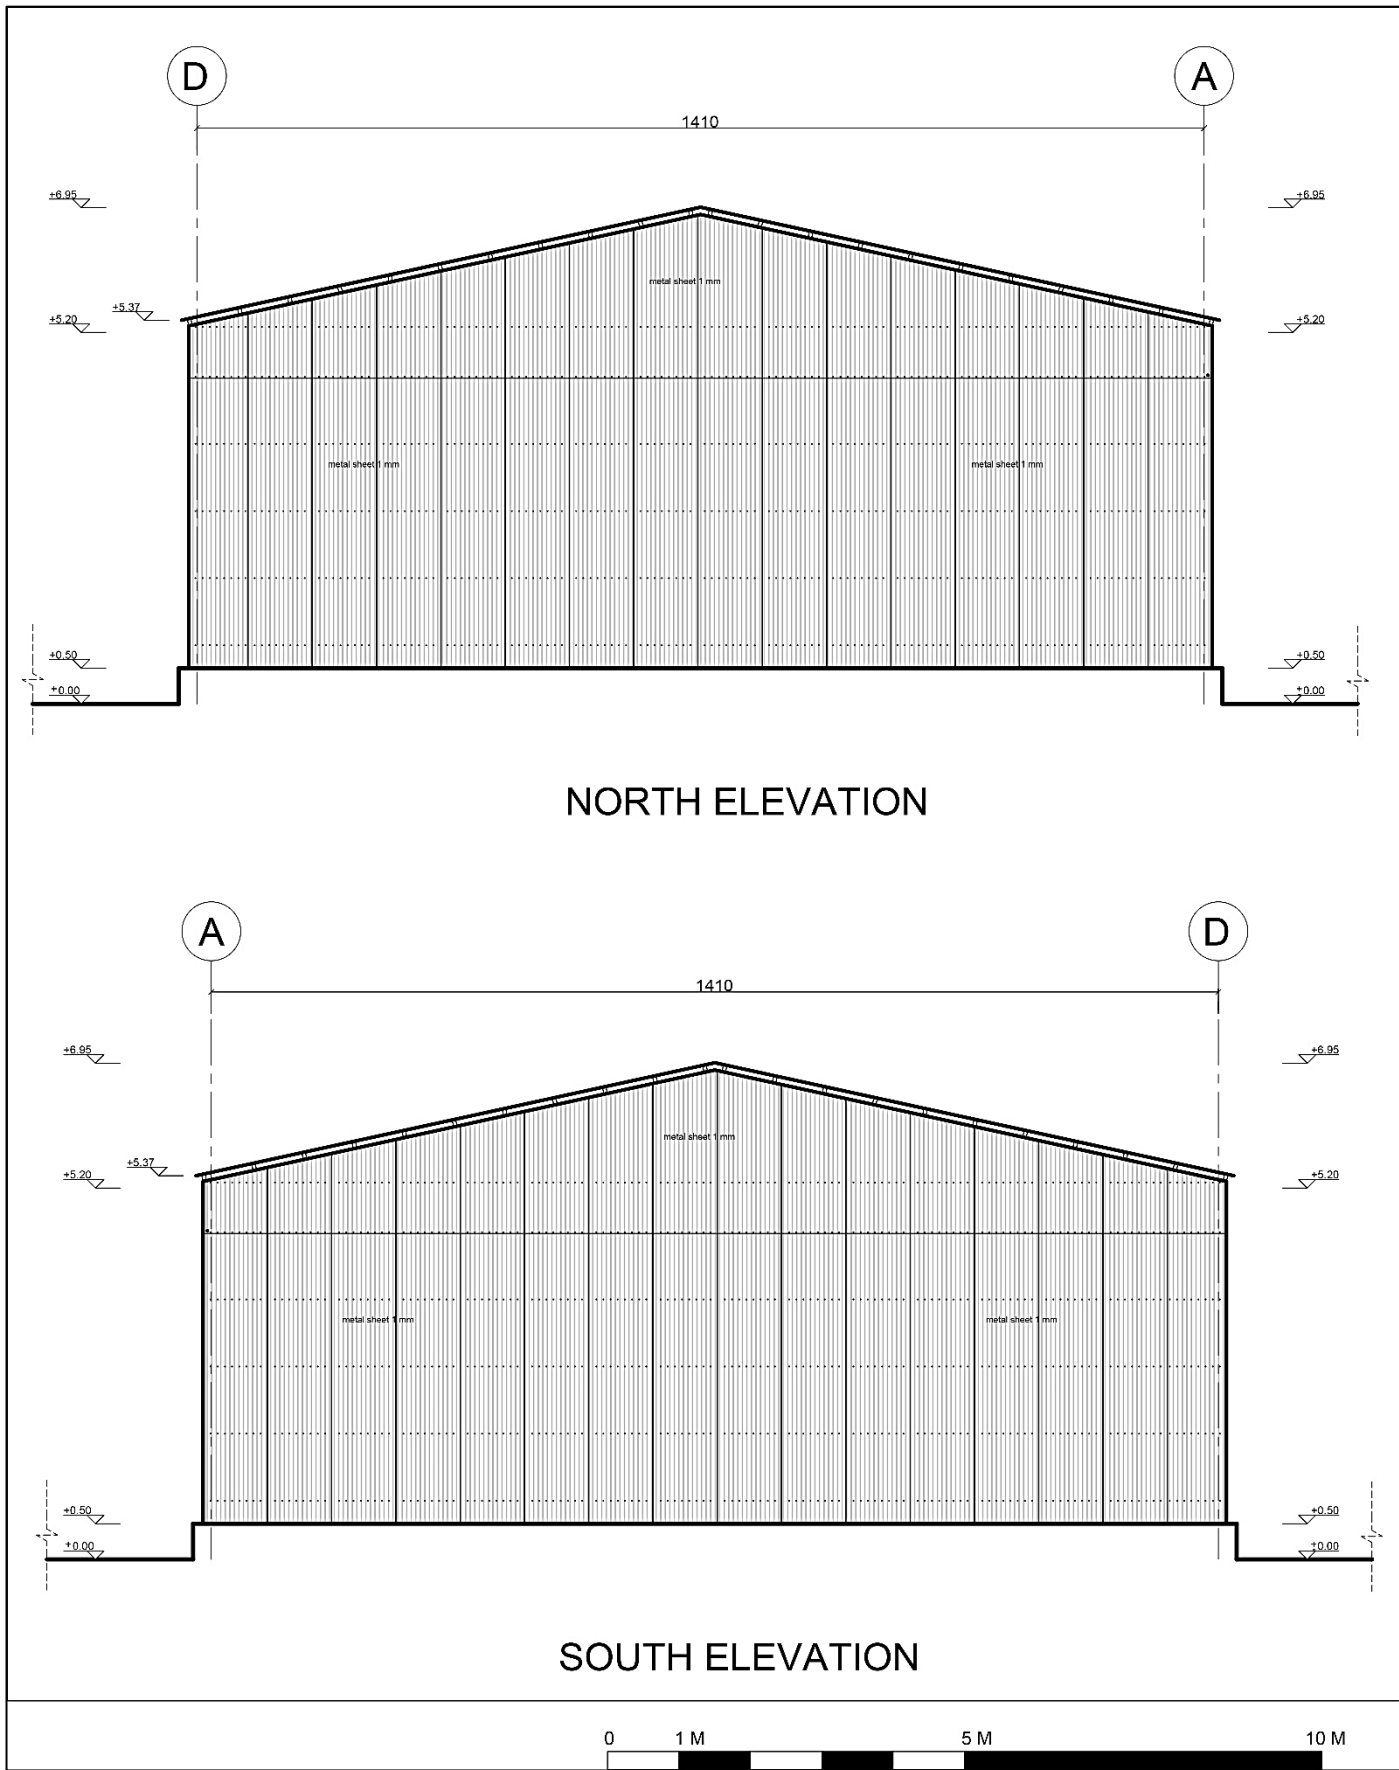 D A
1410
+6.95 +6.95
metal sheet 1 mm
+5.37
+5.20 +5.20
metal sheet 1 mm metal sheet 1 mm
+0.50 +0.50
±0.00 ±0.00
NORTH ELEVATION
A D
1410
+6.95 +6.95
metal sheet 1 mm
+5.37
+5.20 +5.20
metal sheet 1 mm metal sheet 1 mm
+0.50 +0.50
±0.00 ±0.00
SOUTH ELEVATION
0 1 M 5 M 10 M